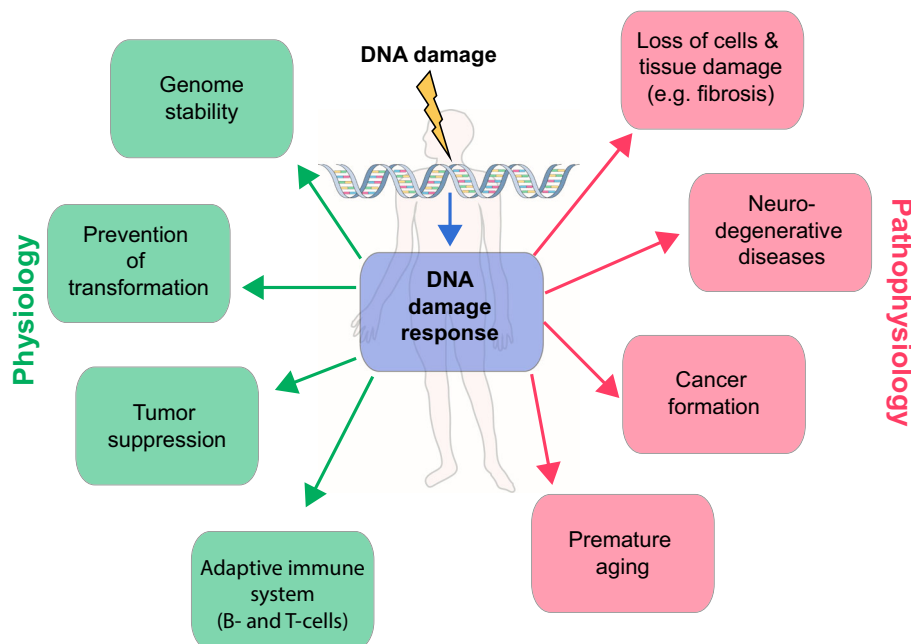 DNA damage
Genome
stability
Prevention
of
transformation
Tumor
suppression
Adaptive immune
system
(B- and T-cells)
Physiology
DNA
damage
response
Loss of cells &
tissue damage
(e.g. fibrosis)
Neuro-
degenerative
diseases
Cancer
formation
Premature
aging
Pathophysiology